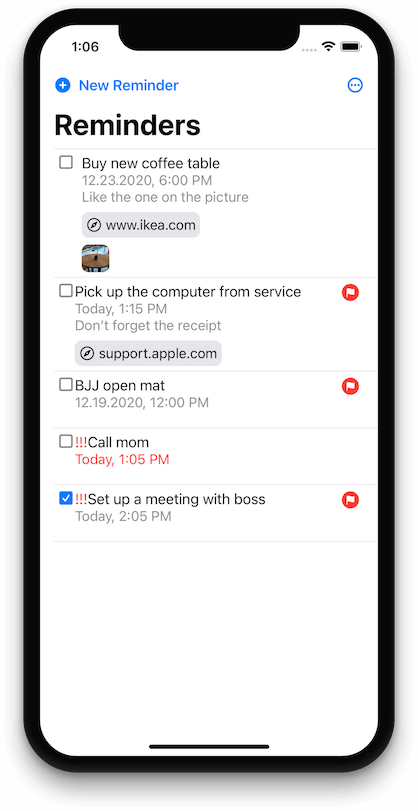 1:06
New Reminder
Reminders
Buy new coffee table
12.23.2020, 6:00 PM
Like the one on the picture
www.ikea.com
Pick up the computer from service
Today, 1:15 PM
Don’t forget the receipt
support.apple.com
BJJ open mat
12.19.2020, 12:00 PM
!!!Call mom
Today, 1:05 PM
!!!Set up a meeting with boss
Today, 2:05 PM